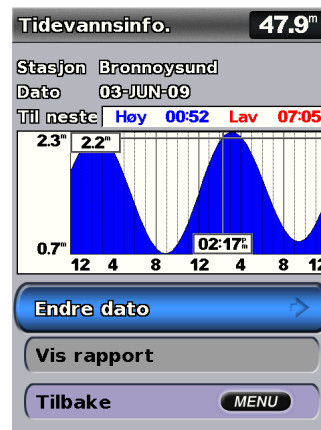 Tidevannsinfo. 47.9m
Stasjon Bronnoysund
Dato 03-JUN-09
Til neste Høy 00:52 Lav 07:05
2.3m 2.2m
0.7m 02:17Pm
12 4 8 12 4 8 12
Endre dato
Vis rapport
Tilbake MENU